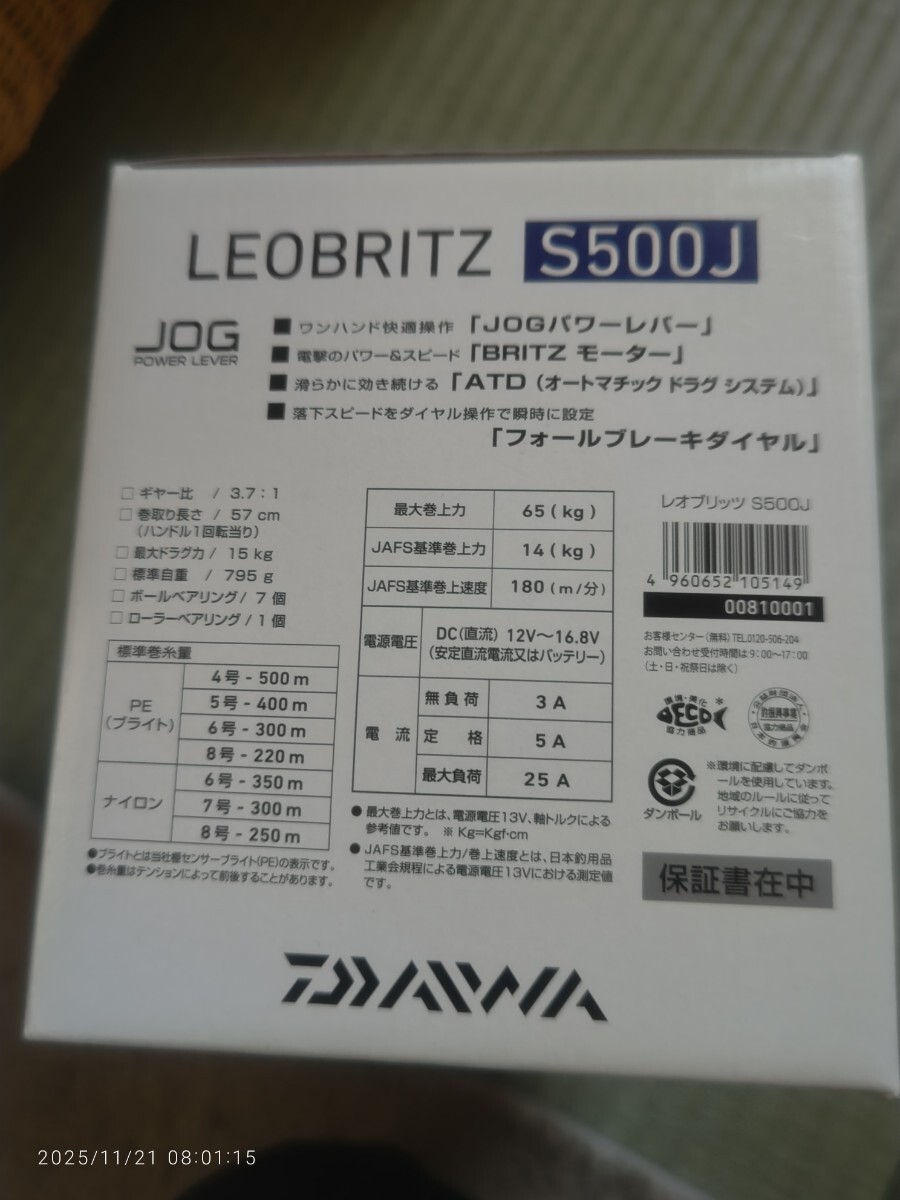 LEOBRITZ S500J
JOG
POWER LEVER
■ ワンハンド快適操作「JOGパワーレバー」
■ 電撃のパワー&スピード「BRITZ モーター」
■ 滑らかに効き続ける「ATD（オートマチック ドラグ システム）」
■ 落下スピードをダイヤル操作で瞬時に設定
「フォールブレーキダイヤル」
□ ギヤー比 / 3.7:1
□ 巻取り長さ / 57 cm
（ハンドル1回転当り）
□ 最大ドラグ力 / 15 kg
□ 標準自重 / 795 g
□ ボールベアリング / 7 個
□ ローラーベアリング / 1 個
標準巻糸量
PE（ブライト）
4号 - 500 m
5号 - 400 m
6号 - 300 m
8号 - 220 m
ナイロン
6号 - 350 m
7号 - 300 m
8号 - 250 m
●ブライトとは当社棚センサーブライト(PE)の表示です。
●巻糸量はテンションによって前後することがあります。
最大巻上力 65 ( kg )
JAFS基準巻上力 14 ( kg )
JAFS基準巻上速度 180 ( m/分 )
電源電圧 DC(直流) 12V〜16.8V
（安定直流電流又はバッテリー）
電流
無負荷 3 A
定格 5 A
最大負荷 25 A
● 最大巻上力とは、電源電圧13V、軸トルクによる
参考値です。 ※ Kg=Kgf·cm
● JAFS基準巻上力/巻上速度とは、日本釣用品
工業会規程による電源電圧13Vにおける測定値
です。
レオブリッツ S500J
4 960652 105149
00810001
お客様センター(無料) TEL.0120-506-204
お問い合わせ受付時間は 9:00〜17:00
（土・日・祝祭日は除く）
環境・美化
ECO
協力商品
公益財団法人
釣振興事業
協力商品
ダンボール
※環境に配慮してダンボ
ールを使用しています。
地域のルールに従って
リサイクルにご協力を
お願いします。
保証書在中
DAIWA
2025/11/21 08:01:15